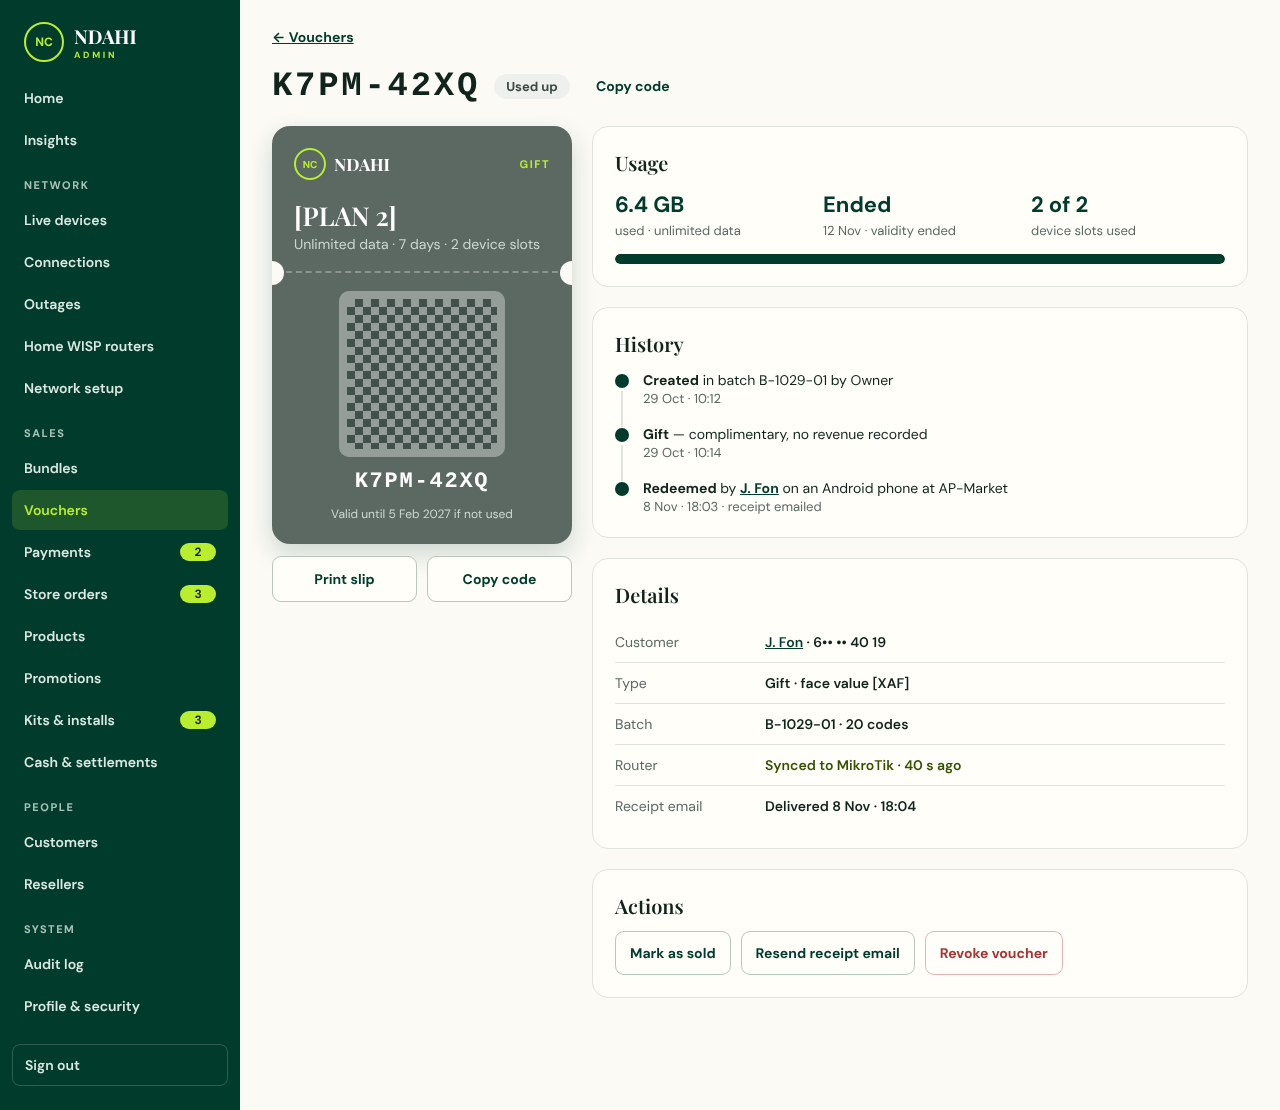 NC
NDAHI
ADMIN
Home
Insights
NETWORK
Live devices
Connections
Outages
Home WISP routers
Network setup
SALES
Bundles
Vouchers
Payments 2
Store orders 3
Products
Promotions
Kits & installs 3
Cash & settlements
PEOPLE
Customers
Resellers
SYSTEM
Audit log
Profile & security
Sign out
← Vouchers
K7PM-42XQ Used up Copy code
NC NDAHI GIFT
[PLAN 2]
Unlimited data · 7 days · 2 device slots
K7PM-42XQ
Valid until 5 Feb 2027 if not used
Print slip Copy code
Usage
6.4 GB Ended 2 of 2
used · unlimited data 12 Nov · validity ended device slots used
History
Created in batch B-1029-01 by Owner
29 Oct · 10:12
Gift — complimentary, no revenue recorded
29 Oct · 10:14
Redeemed by J. Fon on an Android phone at AP-Market
8 Nov · 18:03 · receipt emailed
Details
Customer J. Fon · 6•• •• 40 19
Type Gift · face value [XAF]
Batch B-1029-01 · 20 codes
Router Synced to MikroTik · 40 s ago
Receipt email Delivered 8 Nov · 18:04
Actions
Mark as sold Resend receipt email Revoke voucher